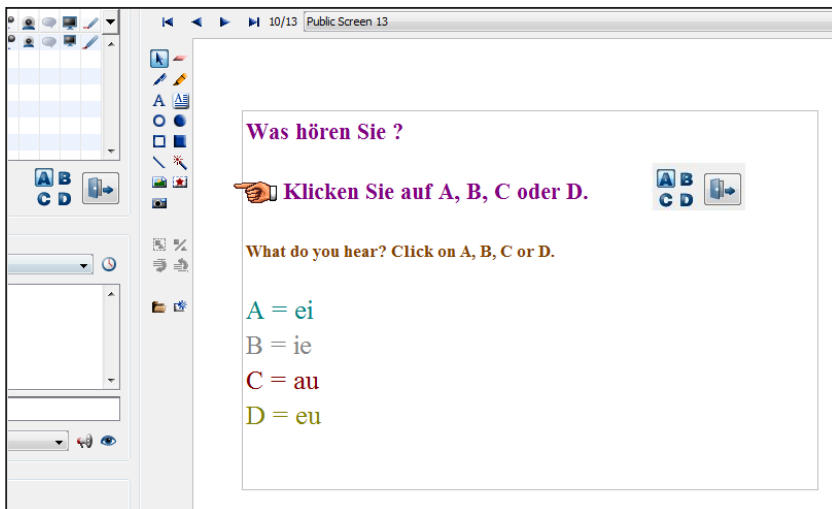 10/13 Public Screen 13
A
A B
C D
Was hören Sie ?
Klicken Sie auf A, B, C oder D.
A B
C D
What do you hear? Click on A, B, C or D.
A = ei
B = ie
C = au
D = eu